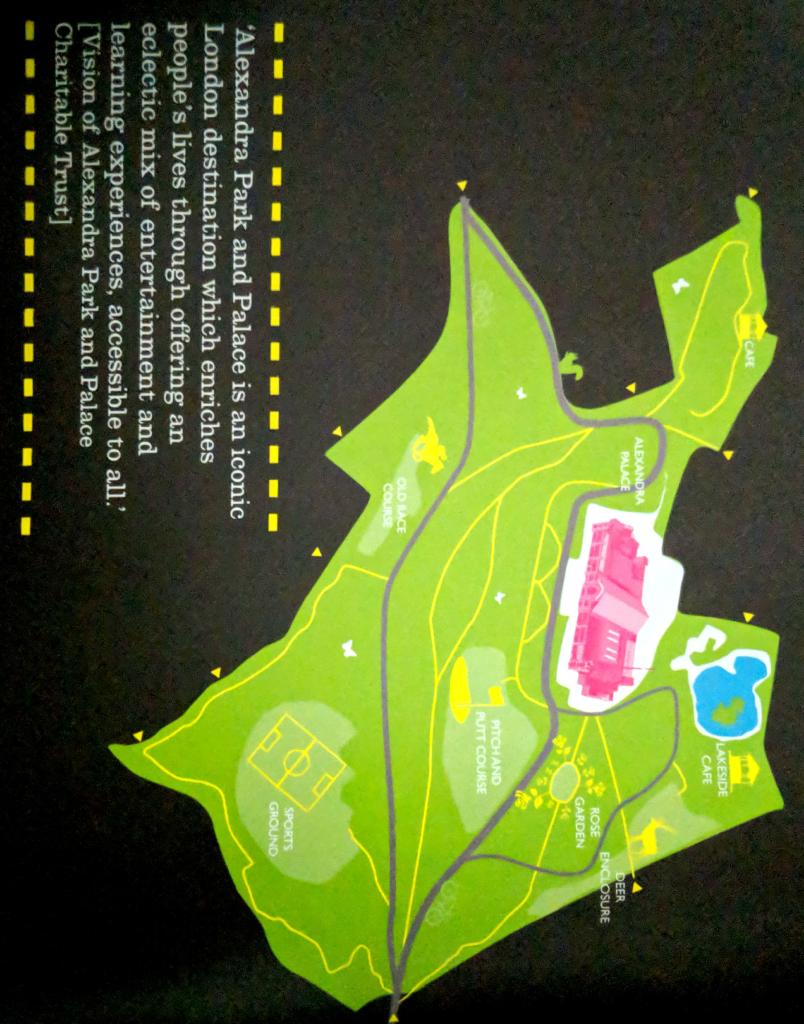 'Alexandra Park and Palace is an iconic
London destination which enriches
people's lives through offering an
eclectic mix of entertainment and
learning experiences, accessible to all.'
[Vision of Alexandra Park and Palace
Charitable Trust]
CAFE
ALEXANDRA
PALACE
OLD RACE
COURSE
LAKESIDE
CAFE
PITCH AND
PUTT COURSE
ROSE
GARDEN
DEER
ENCLOSURE
SPORTS
GROUND